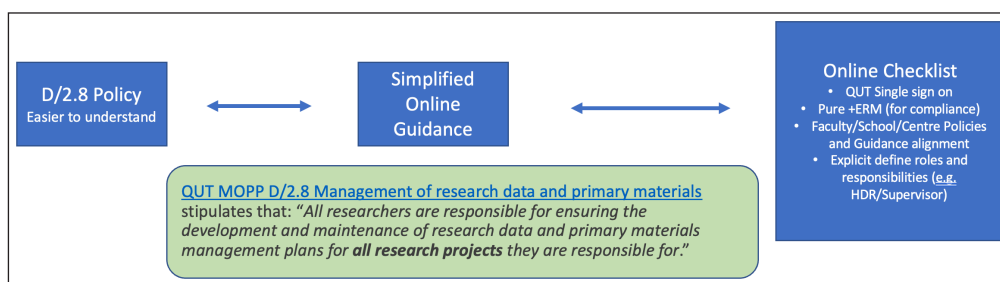 D/2.8 Policy
Easier to understand
Simplified
Online
Guidance
Online Checklist
• QUT Single sign on
• Pure +ERM (for compliance)
• Faculty/School/Centre Policies
and Guidance alignment
• Explicit define roles and
responsibilities (e.g.
HDR/Supervisor)
QUT MOPP D/2.8 Management of research data and primary materials
stipulates that: “All researchers are responsible for ensuring the
development and maintenance of research data and primary materials
management plans for all research projects they are responsible for.”